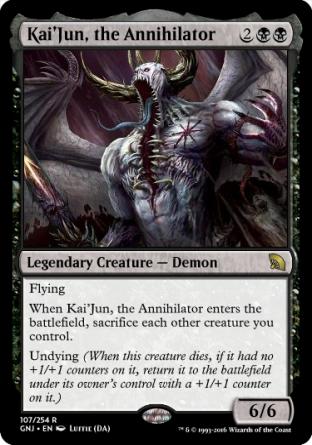 Kai'Jun, the Annihilator 2
Legendary Creature — Demon
Flying
When Kai'Jun, the Annihilator enters the
battlefield, sacrifice each other creature you
control.
Undying (When this creature dies, if it had no
+1/+1 counters on it, return it to the battlefield
under its owner's control with a +1/+1 counter
on it.)
6/6
107/254 R
GNJ • EN LUFFIE (DA)
™ & © 1993-2016 Wizards of the Coast